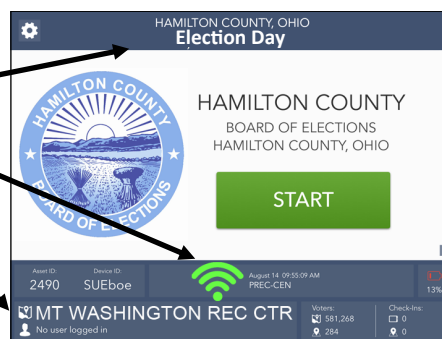 HAMILTON COUNTY, OHIO
Election Day
HAMILTON COUNTY
BOARD OF ELECTIONS
HAMILTON COUNTY
BOARD OF ELECTIONS
HAMILTON COUNTY, OHIO
START
Asset ID: Device ID:
2490 SUEboe
August 14 09:55:09 AM
PREC-CEN
13%
MT WASHINGTON REC CTR
No user logged in
Voters: Check-Ins:
581,268 0
284 0